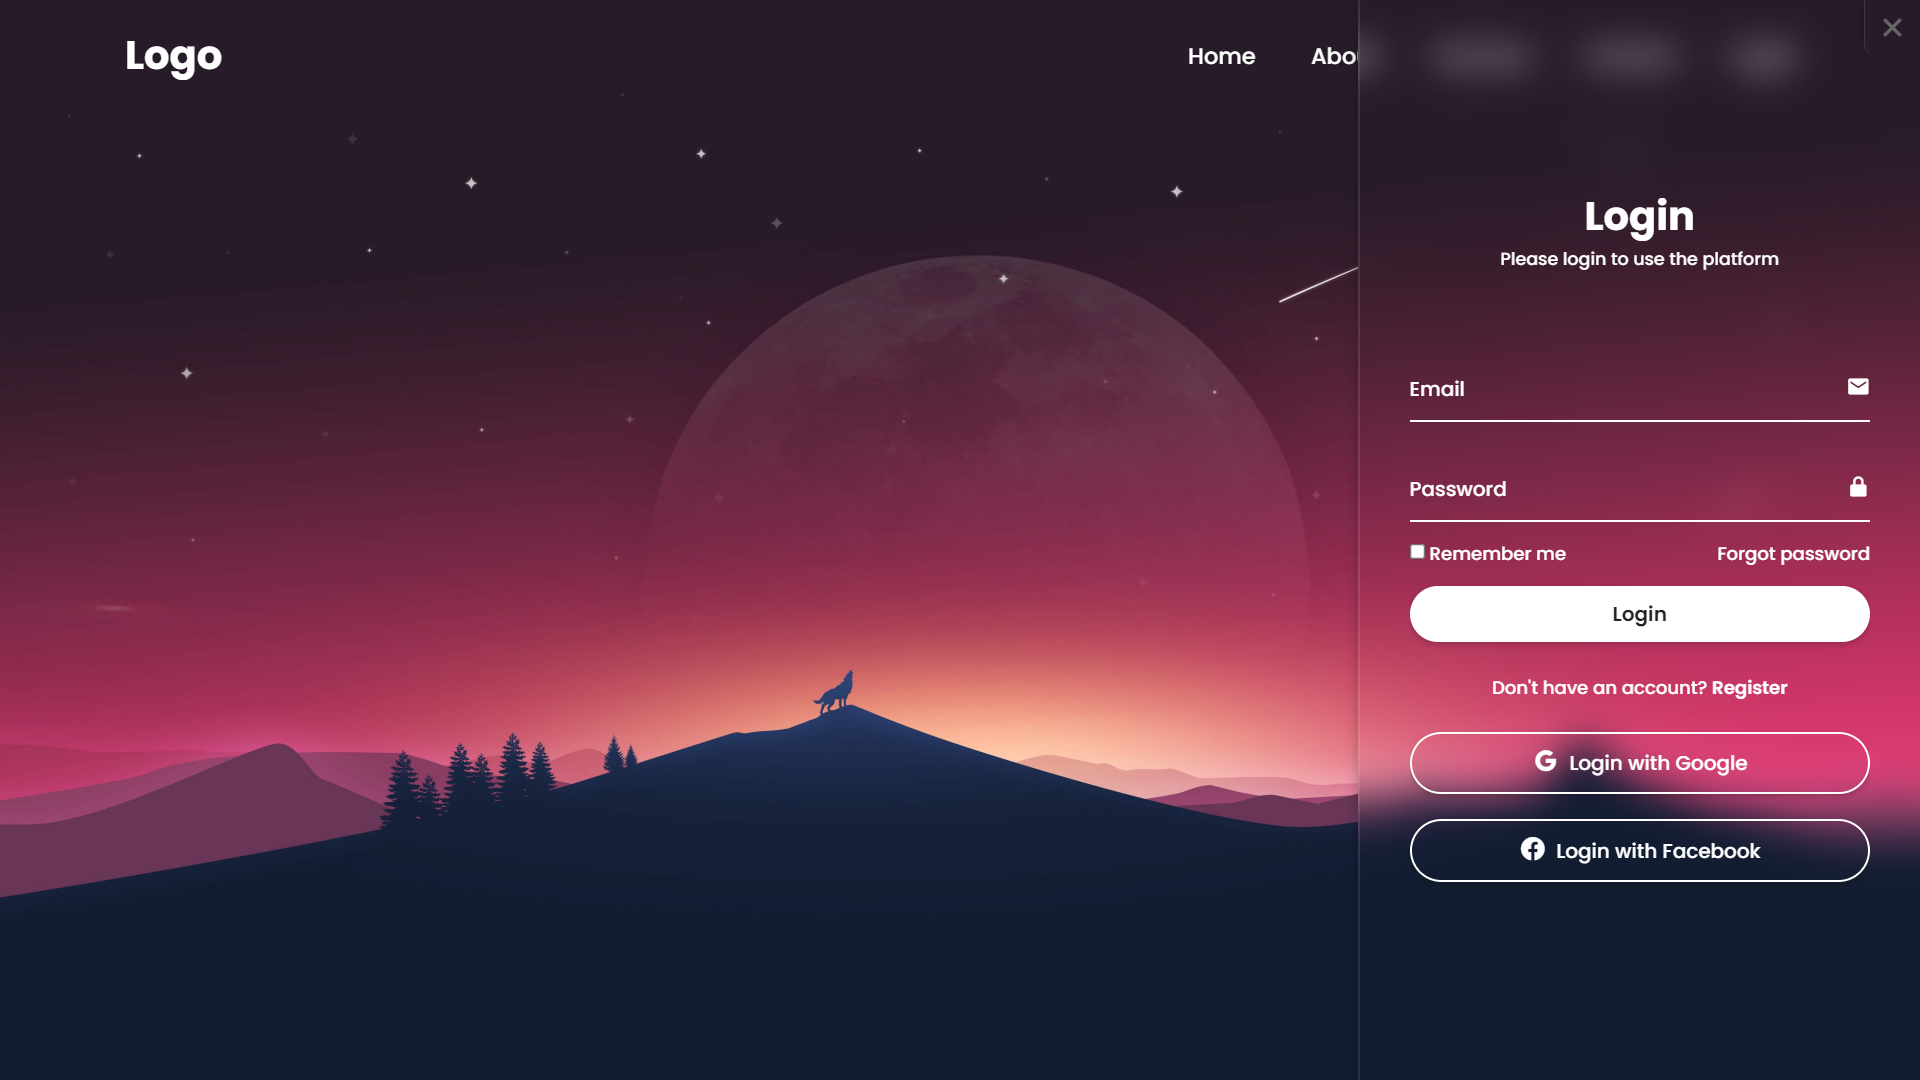 Logo
Home Abo
Login
Please login to use the platform
Email
Password
Remember me Forgot password
Login
Don't have an account? Register
Login with Google
Login with Facebook